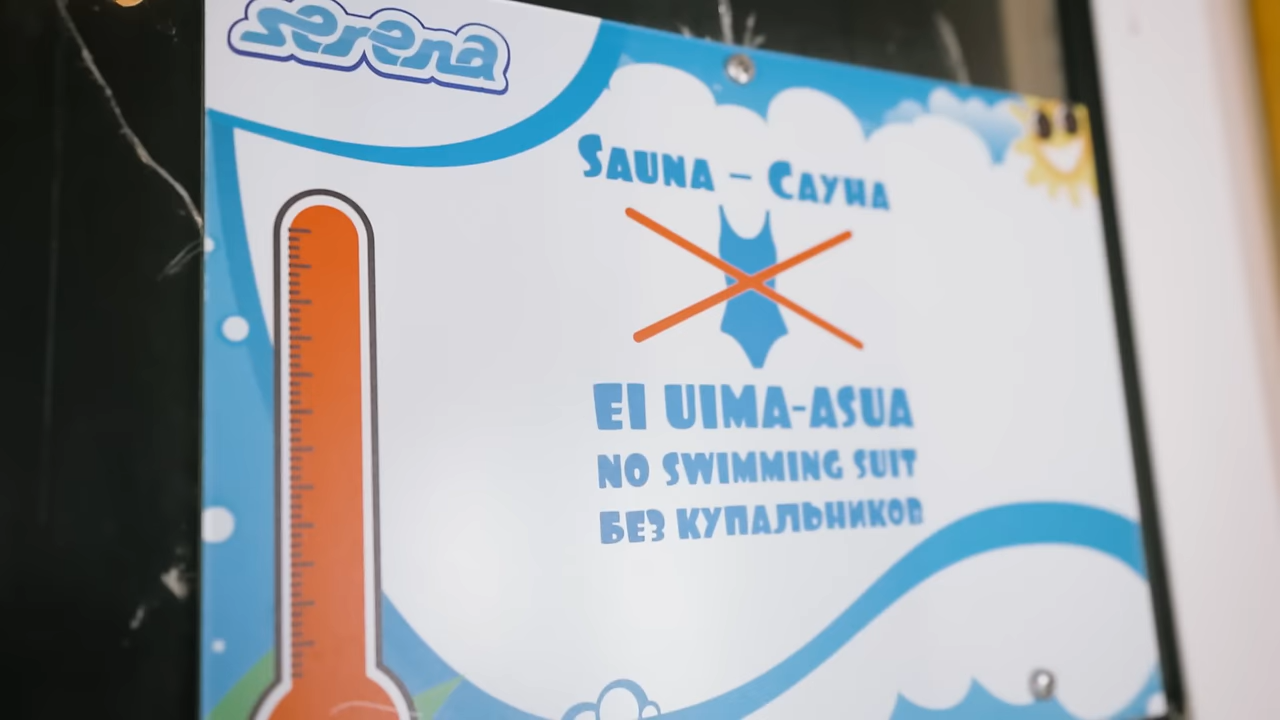 serena
Sauna – Сауна
EI UIMA-ASUA
NO SWIMMING SUIT
БЕЗ КУПАЛЬНИКОВ